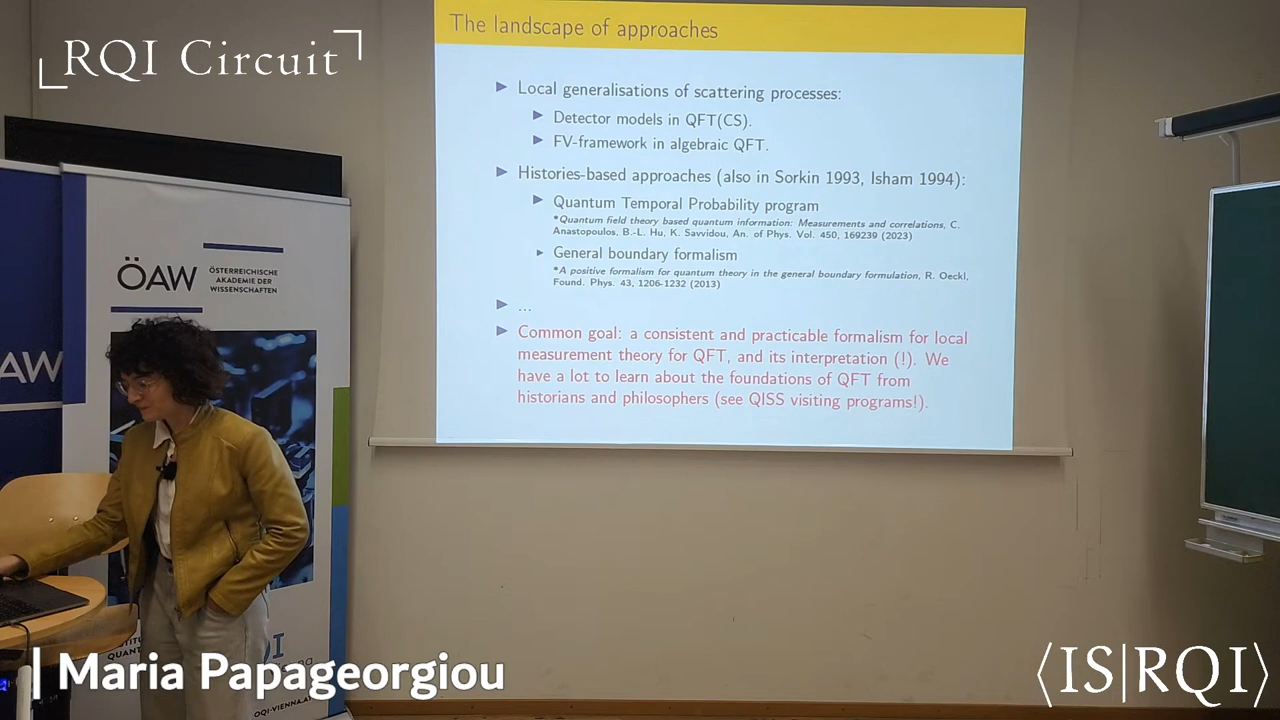 RQI Circuit
The landscape of approaches
Local generalisations of scattering processes:
Detector models in QFT(CS).
FV-framework in algebraic QFT.
Histories-based approaches (also in Sorkin 1993, Isham 1994):
Quantum Temporal Probability program
*Quantum field theory based quantum information: Measurements and correlations, C.
Anastopoulos, B.-L. Hu, K. Savvidou, An. of Phys. Vol. 450, 169239 (2023)
General boundary formalism
*A positive formalism for quantum theory in the general boundary formulation, R. Oeckl,
Found. Phys. 43, 1206-1232 (2013)
...
Common goal: a consistent and practicable formalism for local
measurement theory for QFT, and its interpretation (!). We
have a lot to learn about the foundations of QFT from
historians and philosophers (see QISS visiting programs!).
ÖAW
ÖSTERREICHISCHE
AKADEMIE DER
WISSENSCHAFTEN
AW
QUANT
OQI-VIENNA.A
| Maria Papageorgiou
⟨IS|RQI⟩